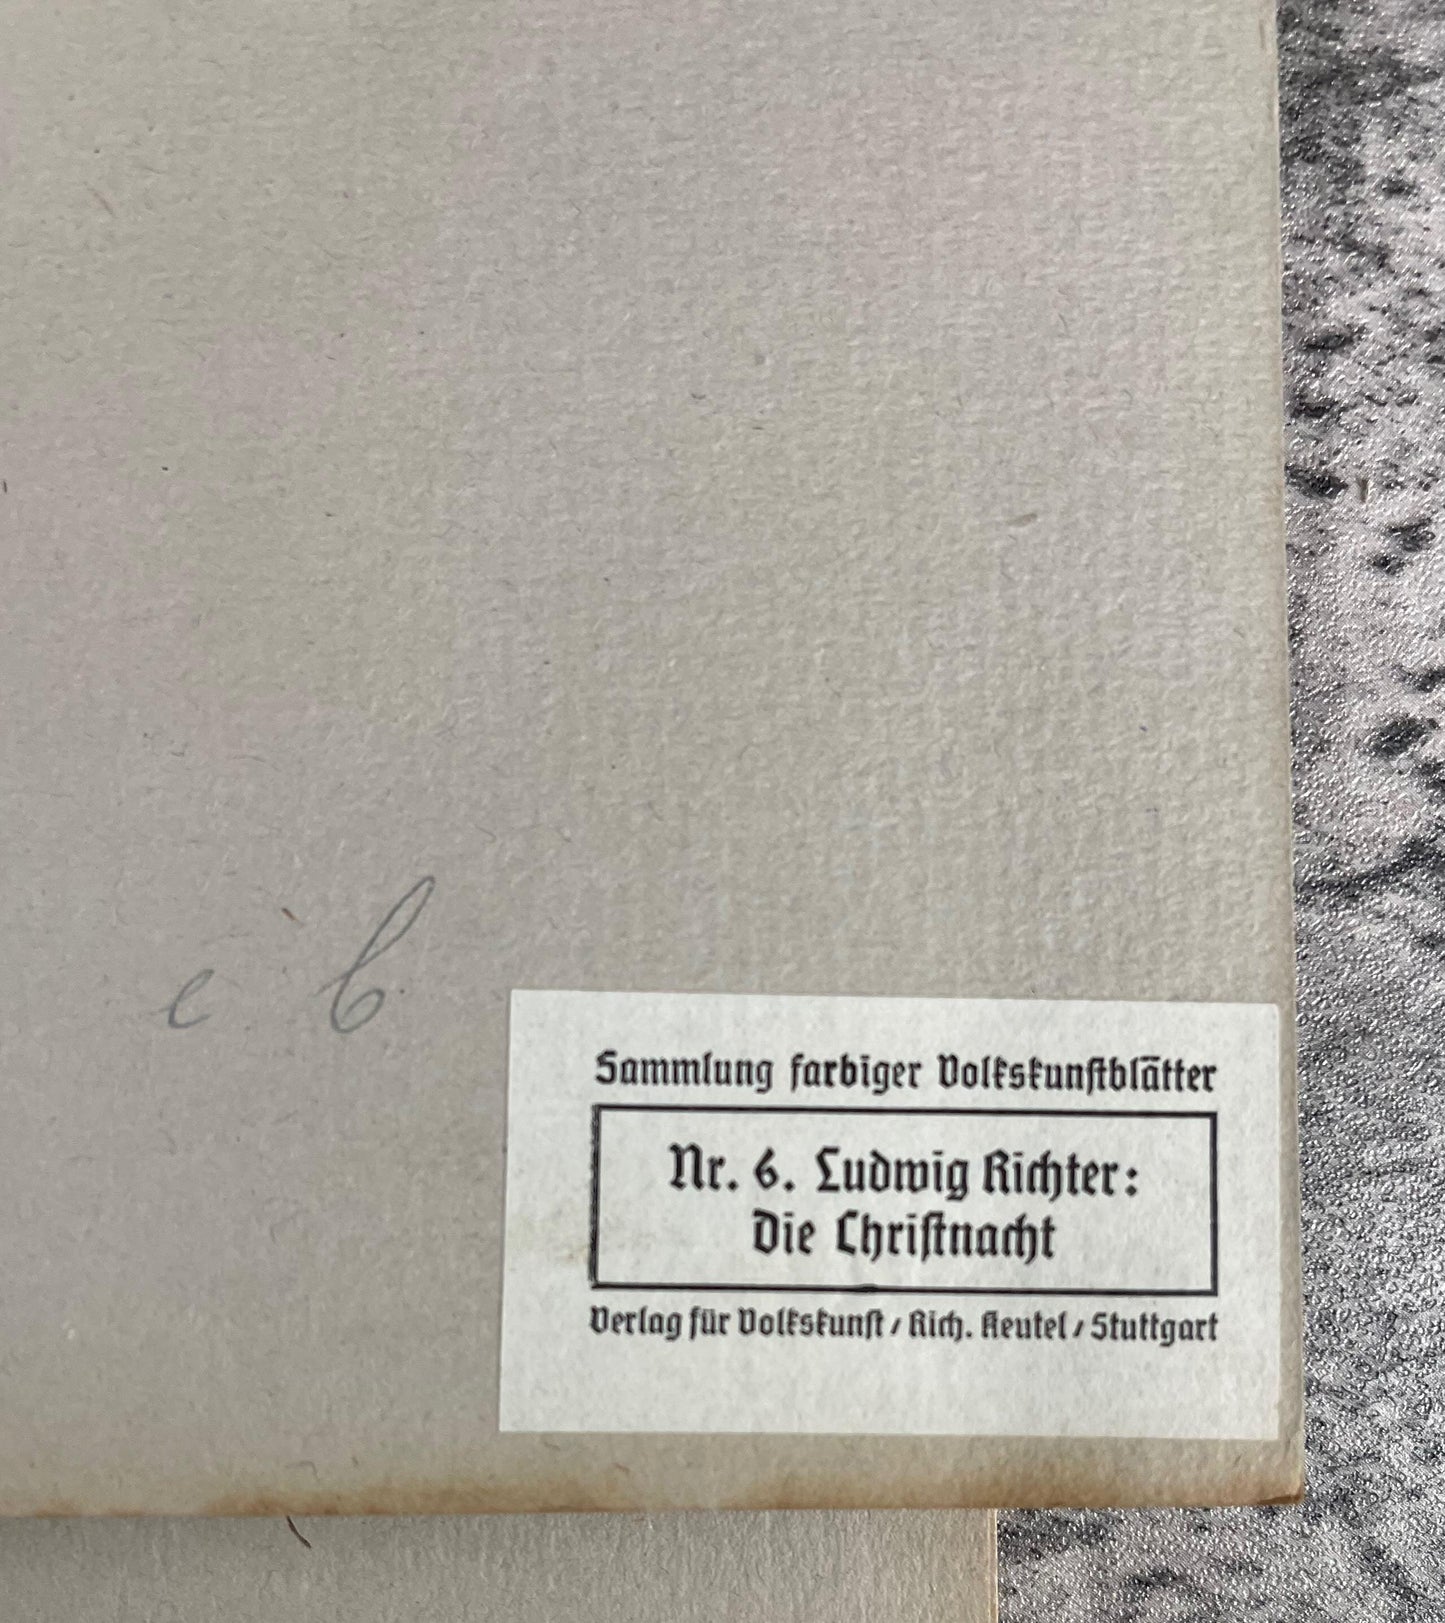 e b
Sammlung farbiger Volkskunstblätter
Nr. 6. Ludwig Richter:
Die Christnacht
Verlag für Volkskunst / Rich. Keutel / Stuttgart